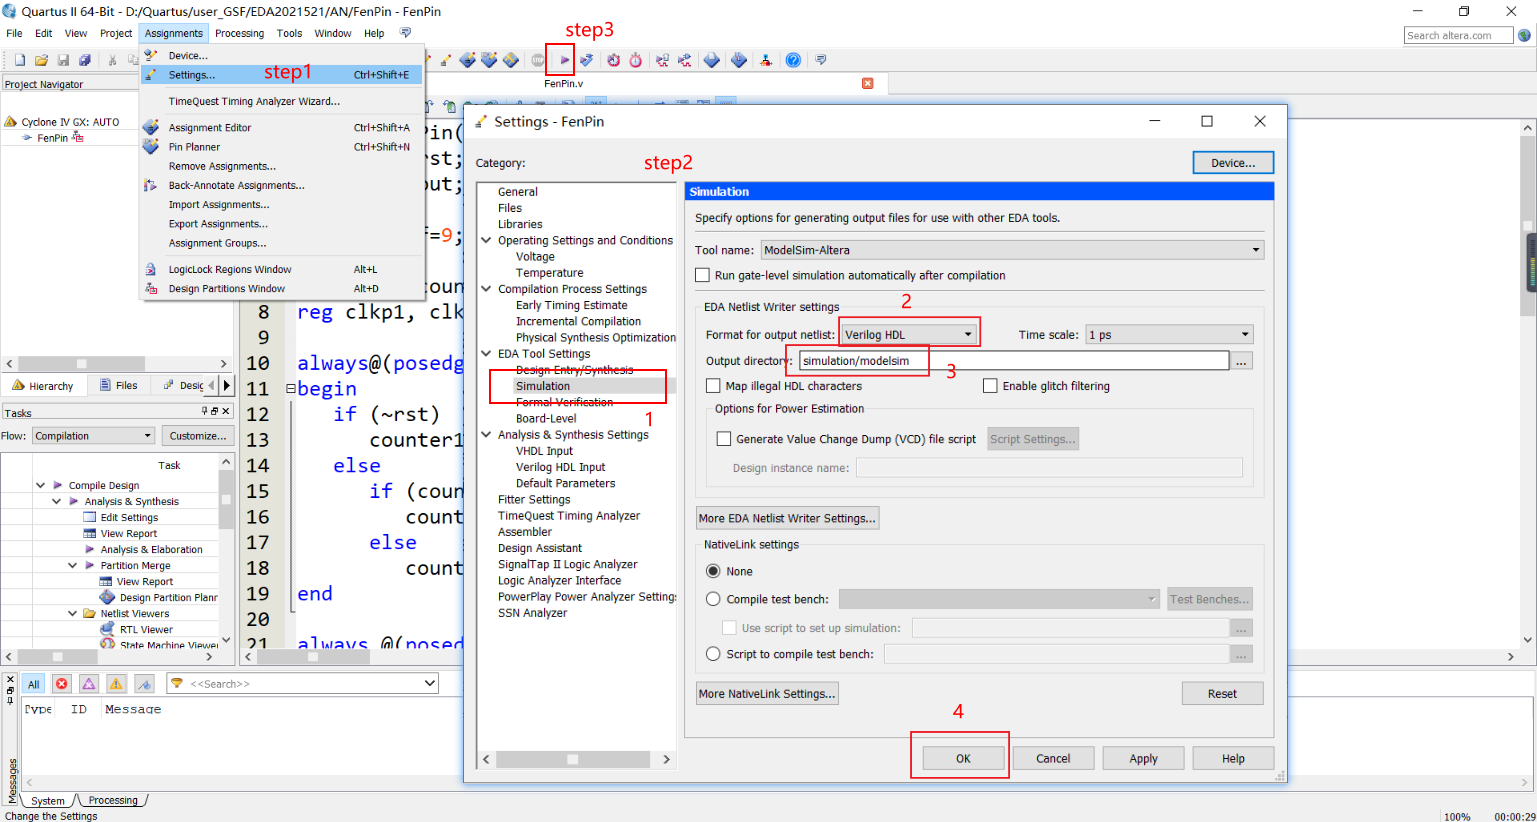 Quartus II 64-Bit - D:/Quartus/user_GSF/EDA2021521/AN/FenPin - FenPin
File Edit View Project Assignments Processing Tools Window Help
Search altera.com
step3
Device...
Settings... Ctrl+Shift+E
step1
TimeQuest Timing Analyzer Wizard...
Assignment Editor Ctrl+Shift+A
Pin Planner Ctrl+Shift+N
Remove Assignments...
Back-Annotate Assignments...
Import Assignments...
Export Assignments...
Assignment Groups...
LogicLock Regions Window Alt+L
Design Partitions Window Alt+D
Project Navigator
Cyclone IV GX: AUTO
FenPin
Hierarchy Files Desig
Tasks
Flow: Compilation Customize...
Task
Compile Design
Analysis & Synthesis
Edit Settings
View Report
Analysis & Elaboration
Partition Merge
View Report
Design Partition Plann
Netlist Viewers
RTL Viewer
State Machine Viewer
FenPin.v
Pin(
rst;
out;
f=9;
coun
8 reg clkp1, cl
9
10 always@(posedg
11 begin
12 if (~rst)
13 counter1
14 else
15 if (coun
16 count
17 else
18 count
19 end
20
21 always @(posed
Settings - FenPin
step2
Category:
Device...
General
Files
Libraries
Operating Settings and Conditions
Voltage
Temperature
Compilation Process Settings
Early Timing Estimate
Incremental Compilation
Physical Synthesis Optimization
EDA Tool Settings
Design Entry/Synthesis
Simulation
Formal Verification
Board-Level
1
Analysis & Synthesis Settings
VHDL Input
Verilog HDL Input
Default Parameters
Fitter Settings
TimeQuest Timing Analyzer
Assembler
Design Assistant
SignalTap II Logic Analyzer
Logic Analyzer Interface
PowerPlay Power Analyzer Settings
SSN Analyzer
Simulation
Specify options for generating output files for use with other EDA tools.
Tool name: ModelSim-Altera
Run gate-level simulation automatically after compilation
2
EDA Netlist Writer settings
Format for output netlist: Verilog HDL Time scale: 1 ps
Output directory: simulation/modelsim ...
3
Map illegal HDL characters Enable glitch filtering
Options for Power Estimation
Generate Value Change Dump (VCD) file script Script Settings...
Design instance name:
More EDA Netlist Writer Settings...
NativeLink settings
None
Compile test bench: Test Benches...
Use script to set up simulation: ...
Script to compile test bench: ...
More NativeLink Settings... Reset
4
OK Cancel Apply Help
All <<Search>>
Type ID Message
Messages
System Processing
Change the Settings 100% 00:00:29